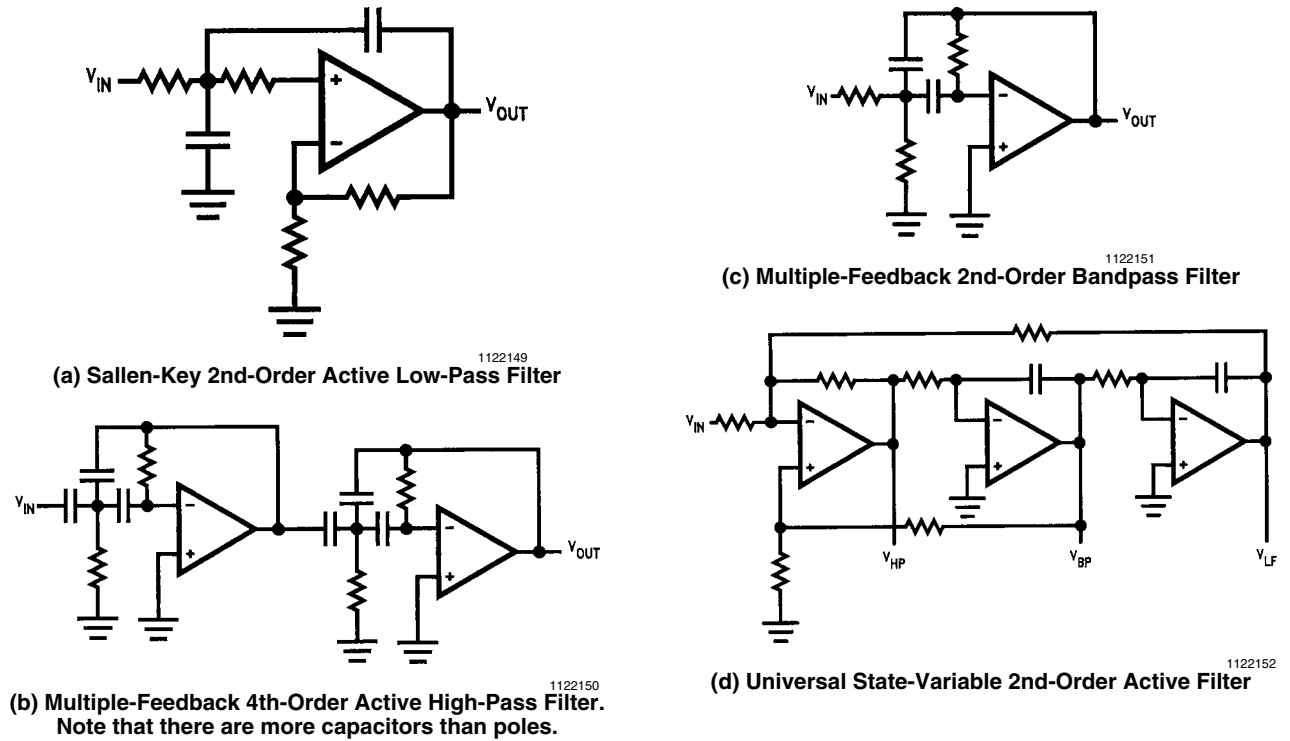 VIN
+
−
VOUT
1122149
(a) Sallen-Key 2nd-Order Active Low-Pass Filter
VIN
−
+
−
+
VOUT
1122150
(b) Multiple-Feedback 4th-Order Active High-Pass Filter.
Note that there are more capacitors than poles.
VIN
−
+
VOUT
1122151
(c) Multiple-Feedback 2nd-Order Bandpass Filter
VIN
−
+
−
+
−
+
VHP
VBP
VLF
1122152
(d) Universal State-Variable 2nd-Order Active Filter